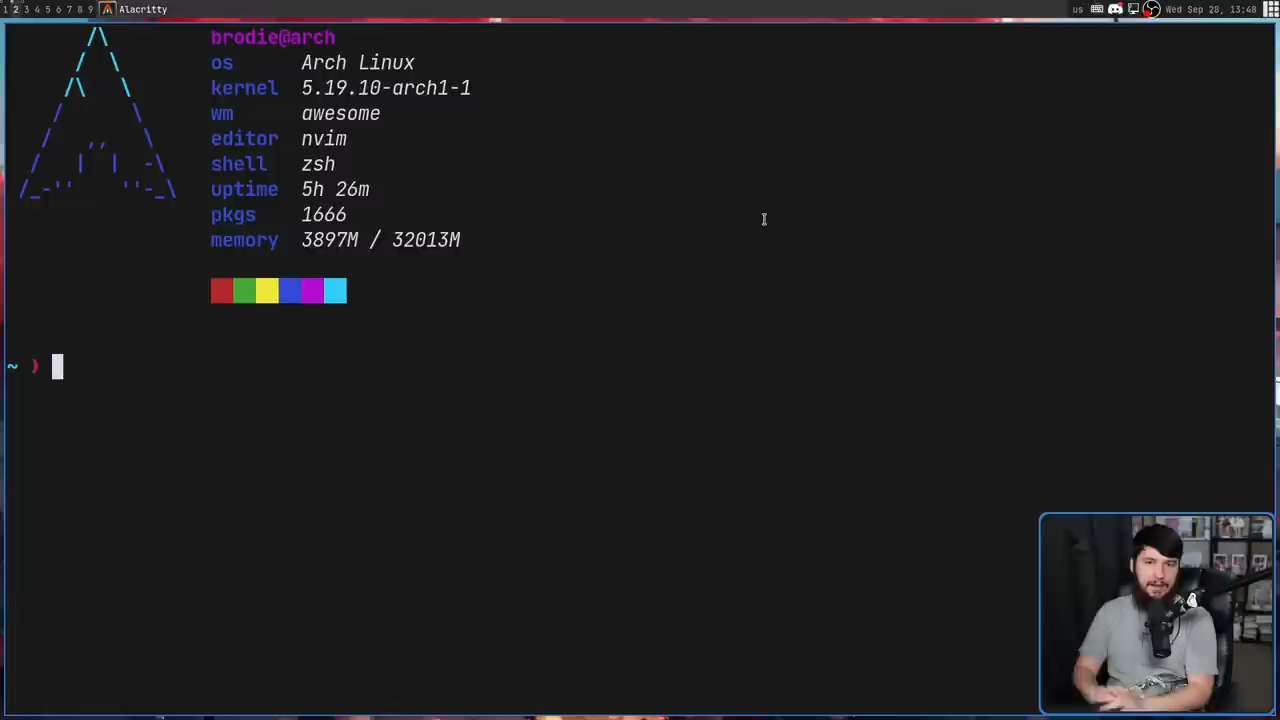 1 2 3 4 5 6 7 8 9 Alacritty us Wed Sep 28, 13:48
brodie@arch
os Arch Linux
kernel 5.19.10-arch1-1
wm awesome
editor nvim
shell zsh
uptime 5h 26m
pkgs 1666
memory 3897M / 32013M
~ )